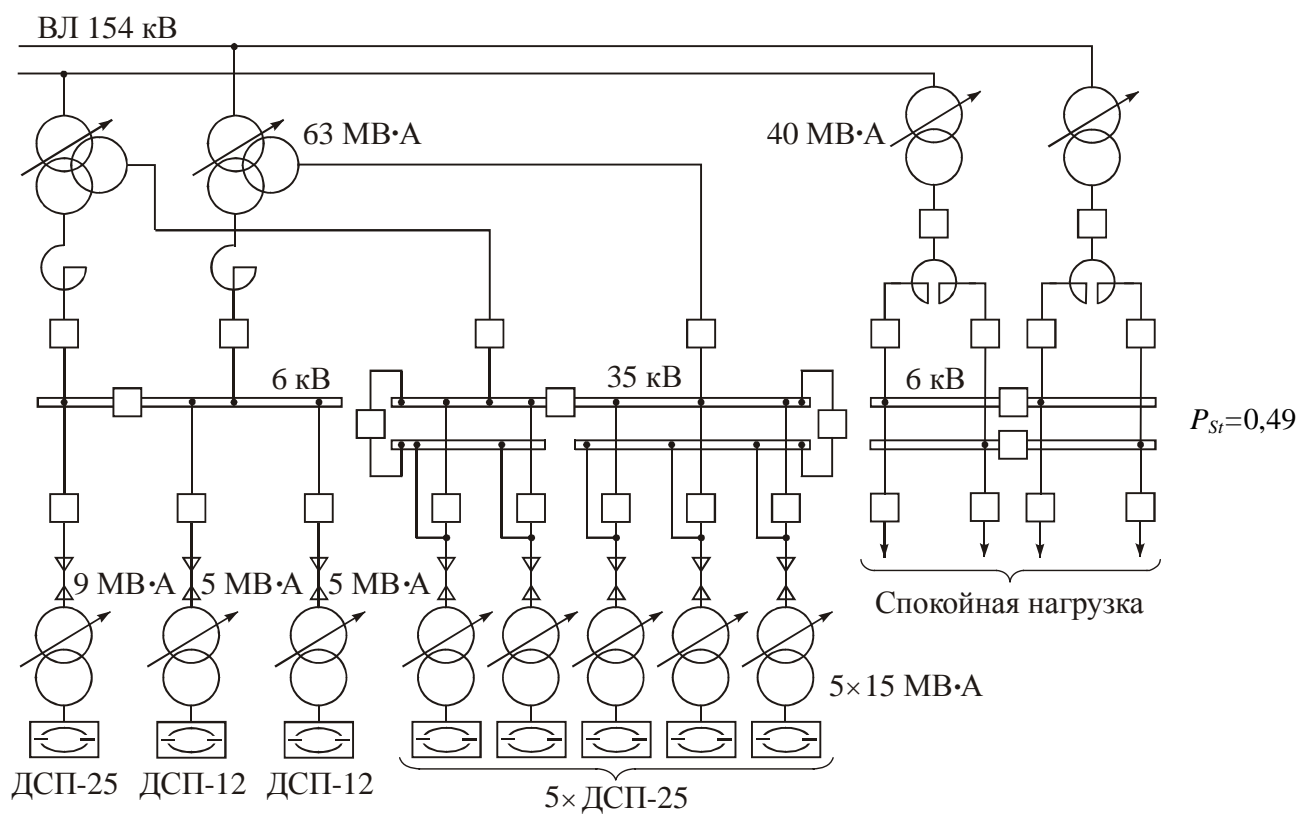 ВЛ 154 кВ
63 МВ·А
40 МВ·А
6 кВ
35 кВ
6 кВ
P_St=0,49
9 МВ·А
5 МВ·А
5 МВ·А
Спокойная нагрузка
5×15 МВ·А
ДСП-25
ДСП-12
ДСП-12
5× ДСП-25